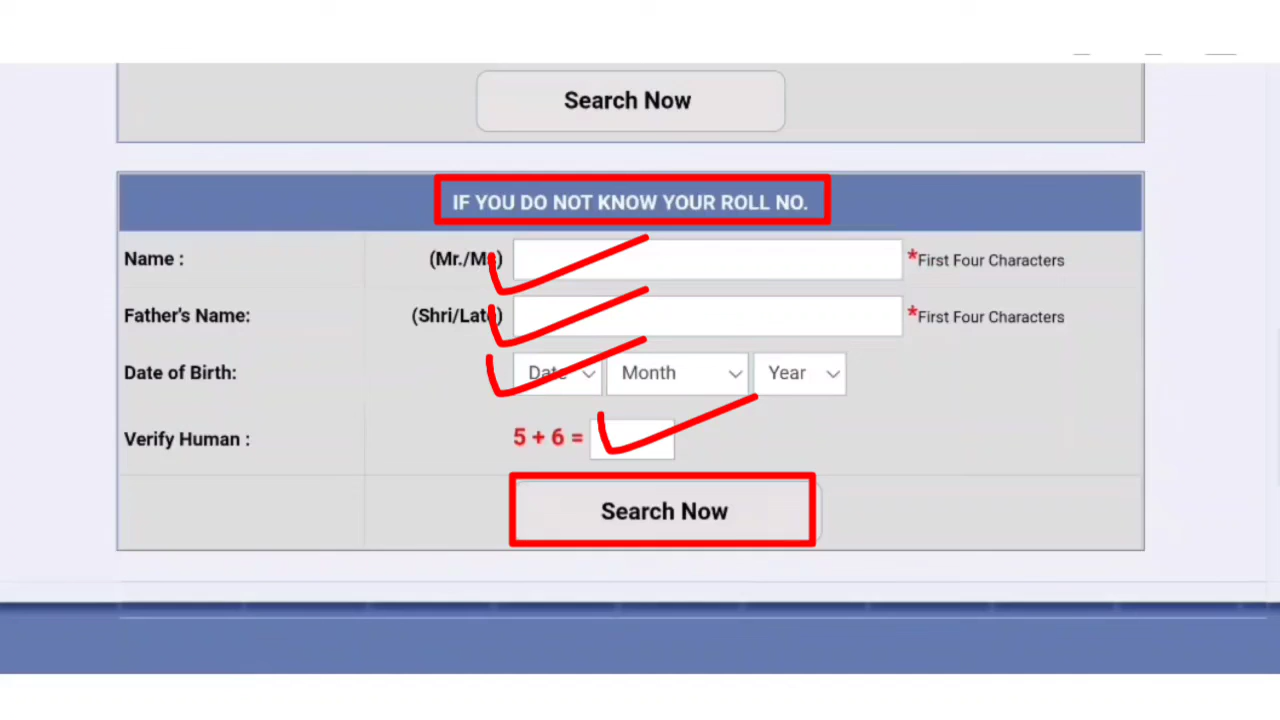 Search Now
IF YOU DO NOT KNOW YOUR ROLL NO.
Name : (Mr./Ms) *First Four Characters
Father's Name: (Shri/Late) *First Four Characters
Date of Birth: Date Month Year
Verify Human : 5 + 6 =
Search Now